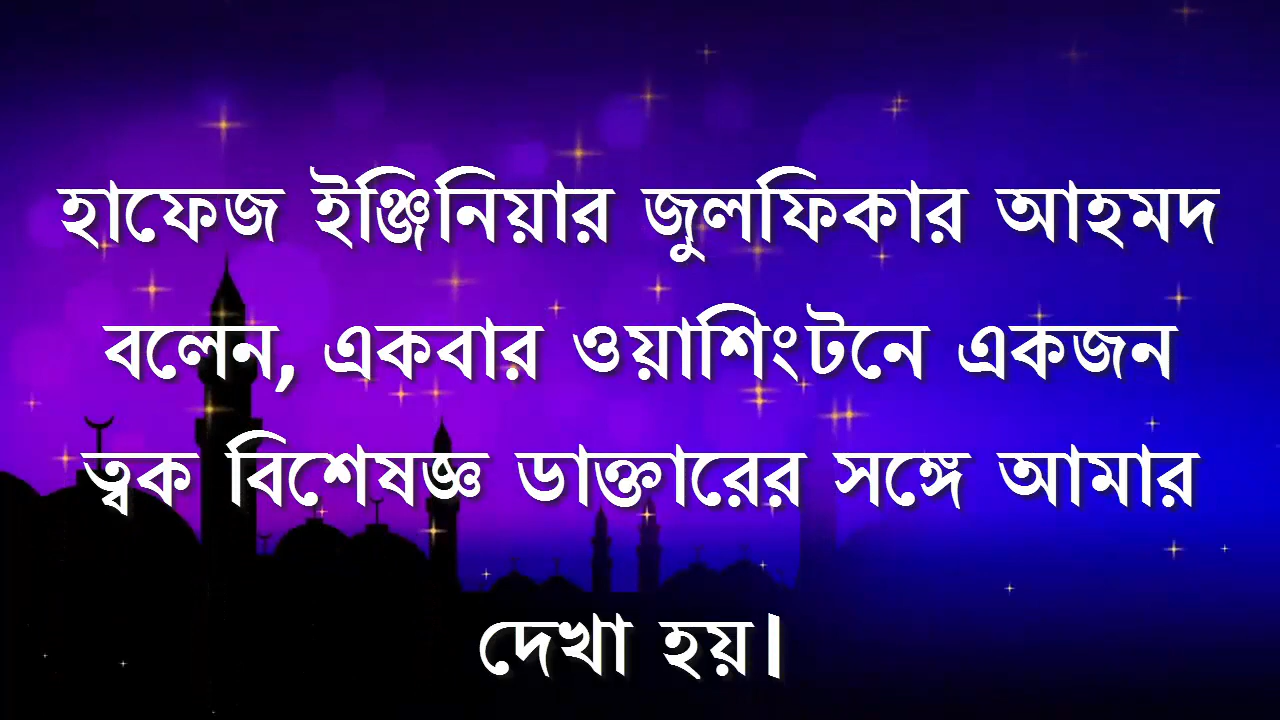 হাফেজ ইঞ্জিনিয়ার জুলফিকার আহমদ
বলেন, একবার ওয়াশিংটনে একজন
ত্বক বিশেষজ্ঞ ডাক্তারের সঙ্গে আমার
দেখা হয়।